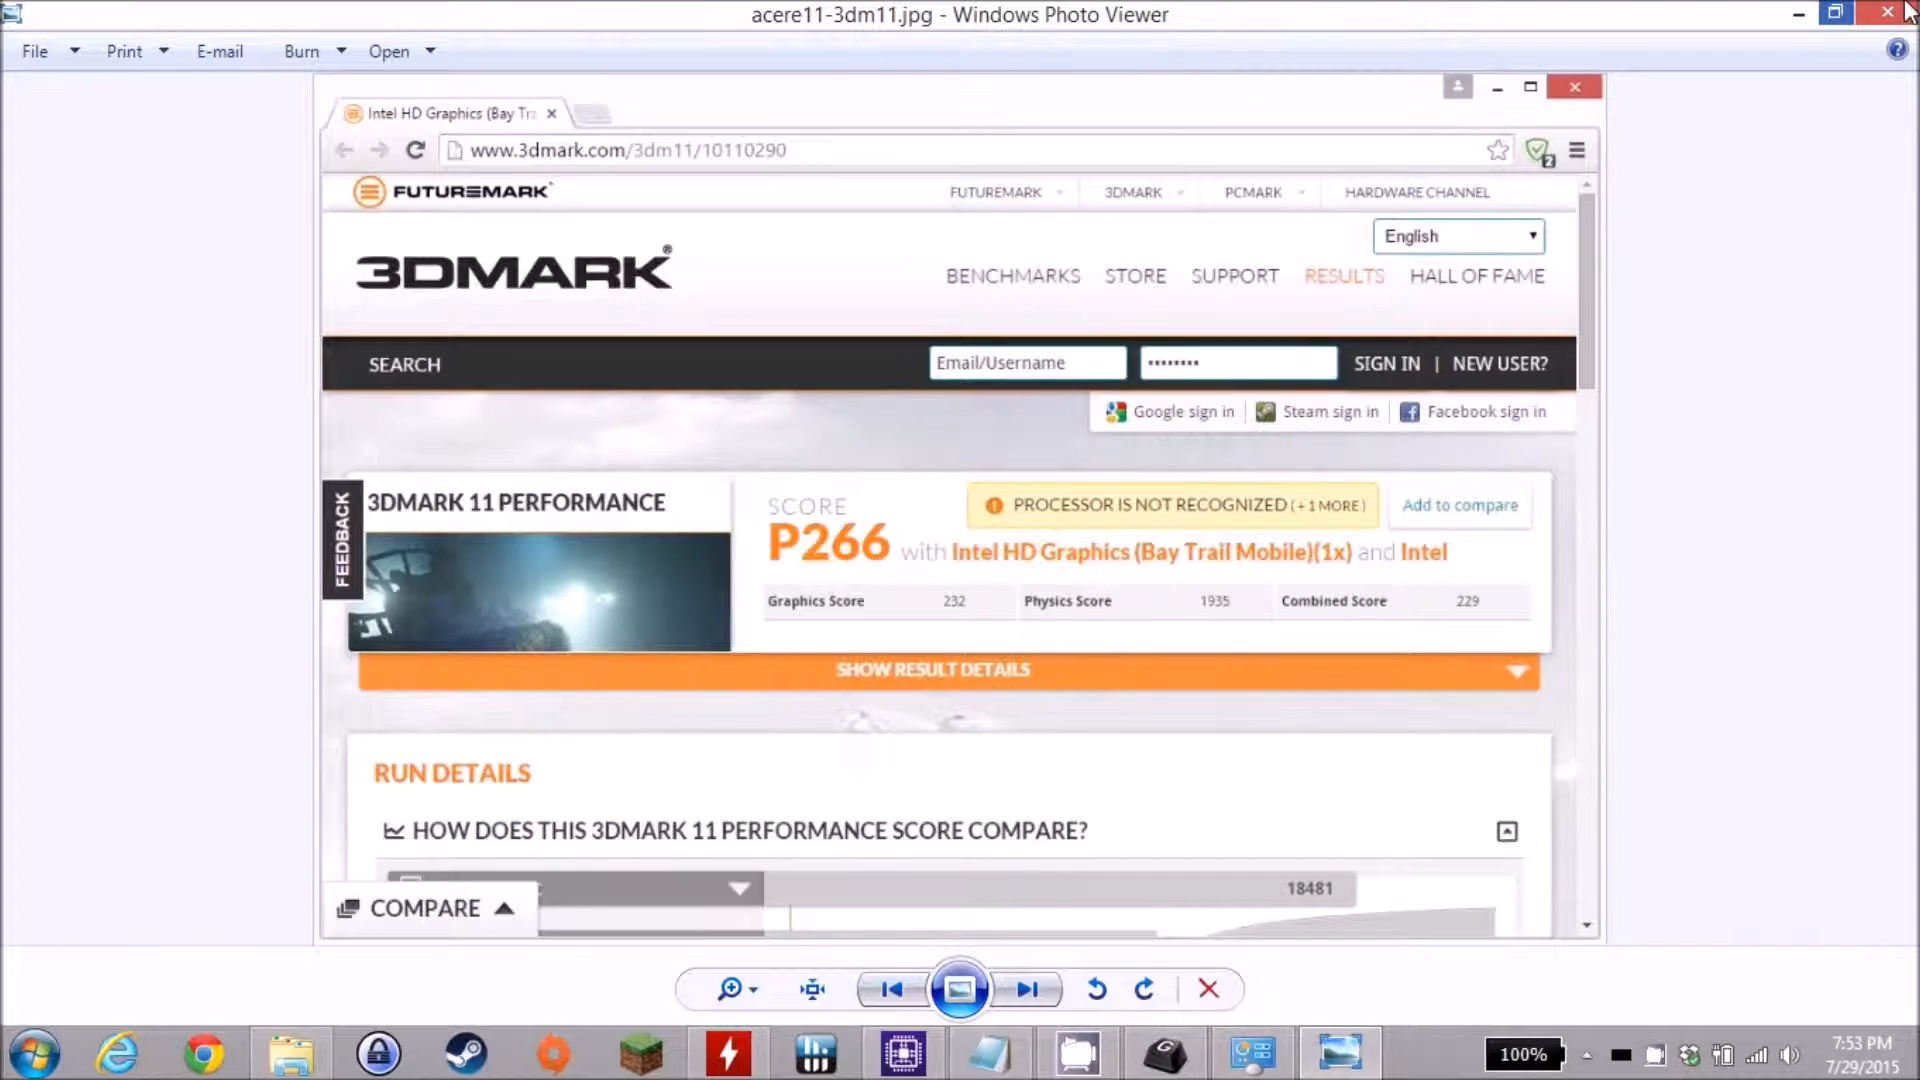 acere11-3dm11.jpg - Windows Photo Viewer
File Print E-mail Burn Open
Intel HD Graphics (Bay Tra
www.3dmark.com/3dm11/10110290
2
FUTUREMARK FUTUREMARK 3DMARK PCMARK HARDWARE CHANNEL
English
3DMARK®
BENCHMARKS STORE SUPPORT RESULTS HALL OF FAME
SEARCH Email/Username •••••••• SIGN IN | NEW USER?
Google sign in Steam sign in Facebook sign in
FEEDBACK
3DMARK 11 PERFORMANCE
SCORE PROCESSOR IS NOT RECOGNIZED (+ 1 MORE) Add to compare
P266 with Intel HD Graphics (Bay Trail Mobile)(1x) and Intel
Graphics Score 232 Physics Score 1935 Combined Score 229
SHOW RESULT DETAILS
RUN DETAILS
HOW DOES THIS 3DMARK 11 PERFORMANCE SCORE COMPARE?
18481
COMPARE
100%
7:53 PM
7/29/2015